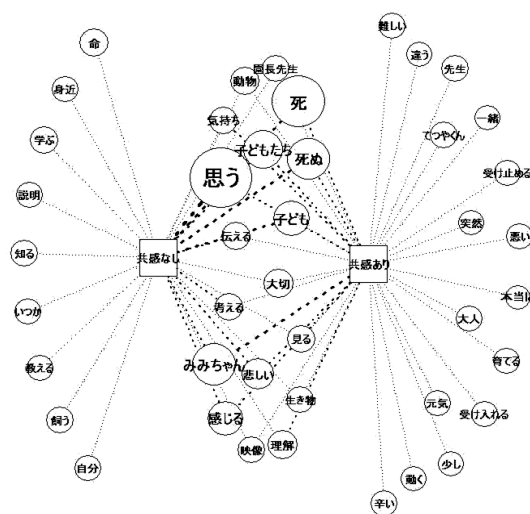 難しい
命
違う
園長先生
先生
動物
身近
死
気持ち
一緒
てつやくん
学ぶ
子どもたち
死ぬ
受け止める
思う
説明
子ども
突然
伝える
悪い
知る
共感なし
共感あり
大切
本当に
いつか
考える
大人
見る
みみちゃん
悲しい
育てる
教える
生き物
元気
受け入れる
飼う
感じる
理解
映像
自分
少し
動く
辛い